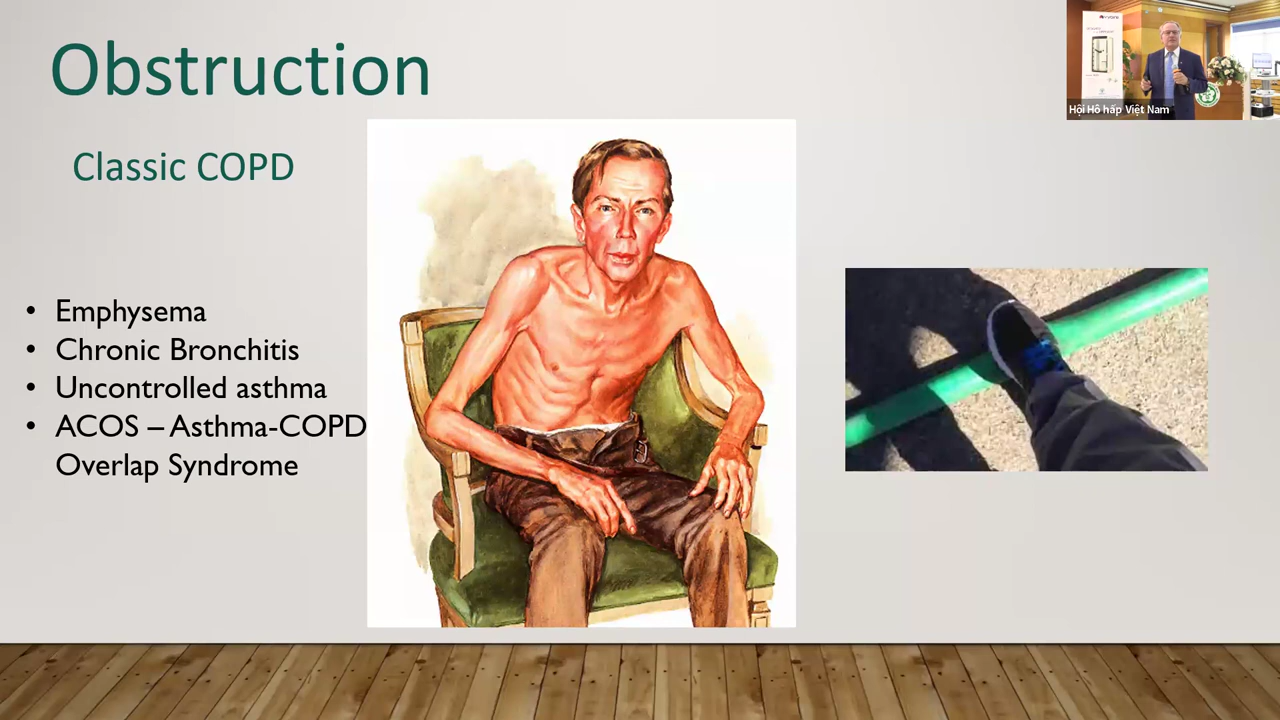 Obstruction
Hội Hô hấp Việt Nam
Classic COPD
• Emphysema
• Chronic Bronchitis
• Uncontrolled asthma
• ACOS – Asthma-COPD
Overlap Syndrome